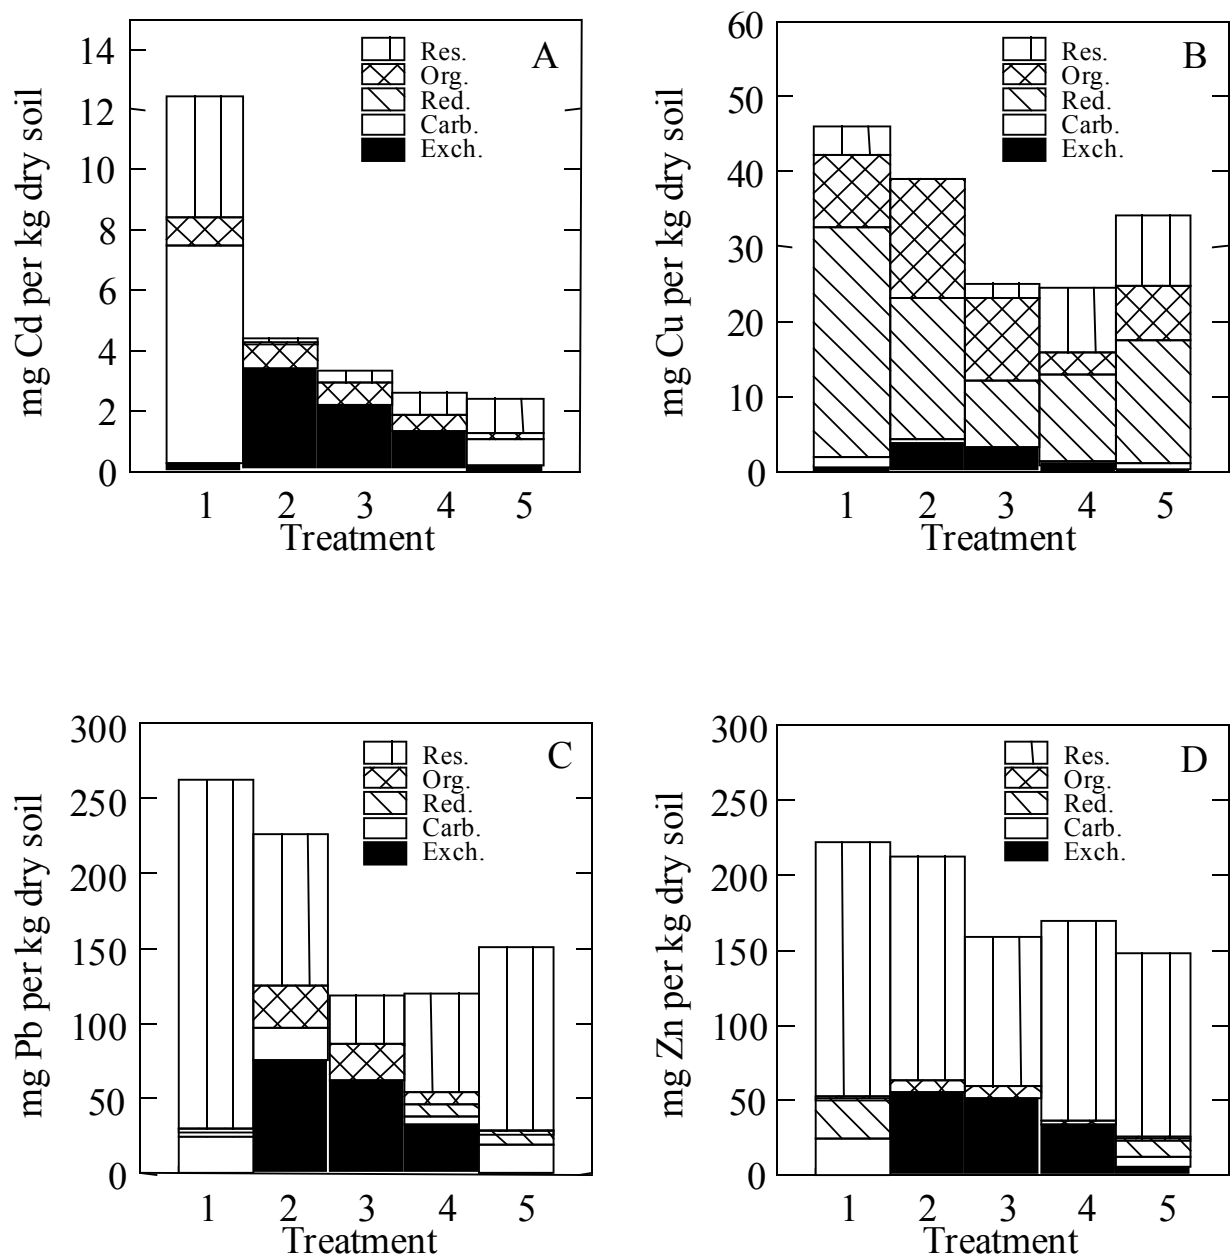 A
mg Cd per kg dry soil
14
12
10
8
6
4
2
0
Res.
Org.
Red.
Carb.
Exch.
1 2 3 4 5
Treatment
B
mg Cu per kg dry soil
60
50
40
30
20
10
0
Res.
Org.
Red.
Carb.
Exch.
1 2 3 4 5
Treatment
C
mg Pb per kg dry soil
300
250
200
150
100
50
0
Res.
Org.
Red.
Carb.
Exch.
1 2 3 4 5
Treatment
D
mg Zn per kg dry soil
300
250
200
150
100
50
0
Res.
Org.
Red.
Carb.
Exch.
1 2 3 4 5
Treatment